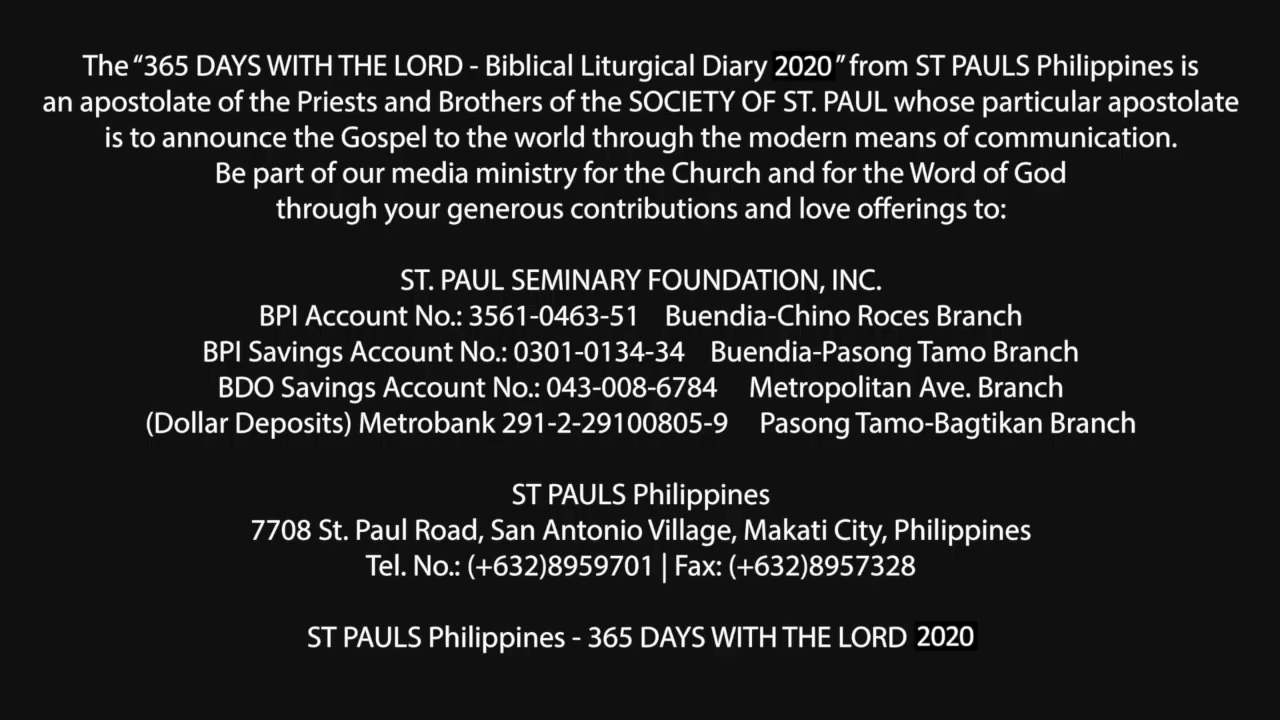 The “365 DAYS WITH THE LORD - Biblical Liturgical Diary 2020” from ST PAULS Philippines is
an apostolate of the Priests and Brothers of the SOCIETY OF ST. PAUL whose particular apostolate
is to announce the Gospel to the world through the modern means of communication.
Be part of our media ministry for the Church and for the Word of God
through your generous contributions and love offerings to:
ST. PAUL SEMINARY FOUNDATION, INC.
BPI Account No.: 3561-0463-51 Buendia-Chino Roces Branch
BPI Savings Account No.: 0301-0134-34 Buendia-Pasong Tamo Branch
BDO Savings Account No.: 043-008-6784 Metropolitan Ave. Branch
(Dollar Deposits) Metrobank 291-2-29100805-9 Pasong Tamo-Bagtikan Branch
ST PAULS Philippines
7708 St. Paul Road, San Antonio Village, Makati City, Philippines
Tel. No.: (+632)8959701 | Fax: (+632)8957328
ST PAULS Philippines - 365 DAYS WITH THE LORD 2020